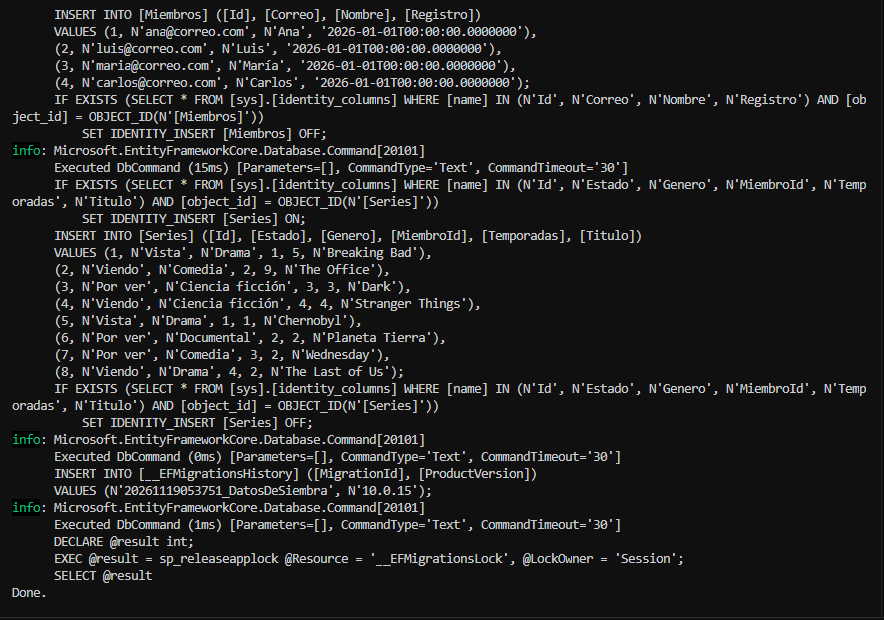 INSERT INTO [Miembros] ([Id], [Correo], [Nombre], [Registro])
VALUES (1, N'ana@correo.com', N'Ana', '2026-01-01T00:00:00.0000000'),
(2, N'luis@correo.com', N'Luis', '2026-01-01T00:00:00.0000000'),
(3, N'maria@correo.com', N'María', '2026-01-01T00:00:00.0000000'),
(4, N'carlos@correo.com', N'Carlos', '2026-01-01T00:00:00.0000000');
IF EXISTS (SELECT * FROM [sys].[identity_columns] WHERE [name] IN (N'Id', N'Correo', N'Nombre', N'Registro') AND [ob
ject_id] = OBJECT_ID(N'[Miembros]'))
SET IDENTITY_INSERT [Miembros] OFF;
info: Microsoft.EntityFrameworkCore.Database.Command[20101]
Executed DbCommand (15ms) [Parameters=[], CommandType='Text', CommandTimeout='30']
IF EXISTS (SELECT * FROM [sys].[identity_columns] WHERE [name] IN (N'Id', N'Estado', N'Genero', N'MiembroId', N'Temp
oradas', N'Titulo') AND [object_id] = OBJECT_ID(N'[Series]'))
SET IDENTITY_INSERT [Series] ON;
INSERT INTO [Series] ([Id], [Estado], [Genero], [MiembroId], [Temporadas], [Titulo])
VALUES (1, N'Vista', N'Drama', 1, 5, N'Breaking Bad'),
(2, N'Viendo', N'Comedia', 2, 9, N'The Office'),
(3, N'Por ver', N'Ciencia ficción', 3, 3, N'Dark'),
(4, N'Viendo', N'Ciencia ficción', 4, 4, N'Stranger Things'),
(5, N'Vista', N'Drama', 1, 1, N'Chernobyl'),
(6, N'Por ver', N'Documental', 2, 2, N'Planeta Tierra'),
(7, N'Por ver', N'Comedia', 3, 2, N'Wednesday'),
(8, N'Viendo', N'Drama', 4, 2, N'The Last of Us');
IF EXISTS (SELECT * FROM [sys].[identity_columns] WHERE [name] IN (N'Id', N'Estado', N'Genero', N'MiembroId', N'Temp
oradas', N'Titulo') AND [object_id] = OBJECT_ID(N'[Series]'))
SET IDENTITY_INSERT [Series] OFF;
info: Microsoft.EntityFrameworkCore.Database.Command[20101]
Executed DbCommand (0ms) [Parameters=[], CommandType='Text', CommandTimeout='30']
INSERT INTO [__EFMigrationsHistory] ([MigrationId], [ProductVersion])
VALUES (N'20261119053751_DatosDeSiembra', N'10.0.15');
info: Microsoft.EntityFrameworkCore.Database.Command[20101]
Executed DbCommand (1ms) [Parameters=[], CommandType='Text', CommandTimeout='30']
DECLARE @result int;
EXEC @result = sp_releaseapplock @Resource = '__EFMigrationsLock', @LockOwner = 'Session';
SELECT @result
Done.